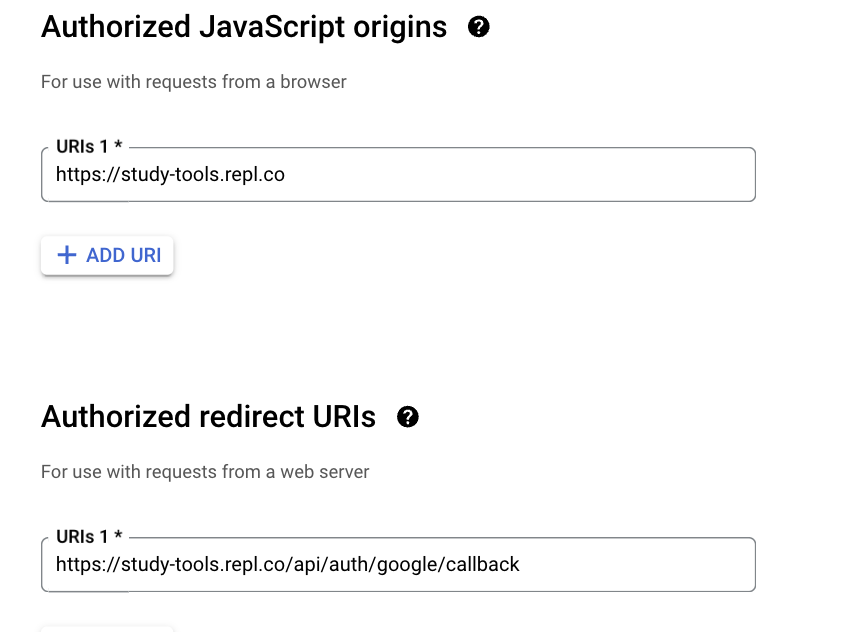 Authorized JavaScript origins
For use with requests from a browser
URIs 1 *
https://study-tools.repl.co
ADD URI
Authorized redirect URIs
For use with requests from a web server
URIs 1 *
https://study-tools.repl.co/api/auth/google/callback